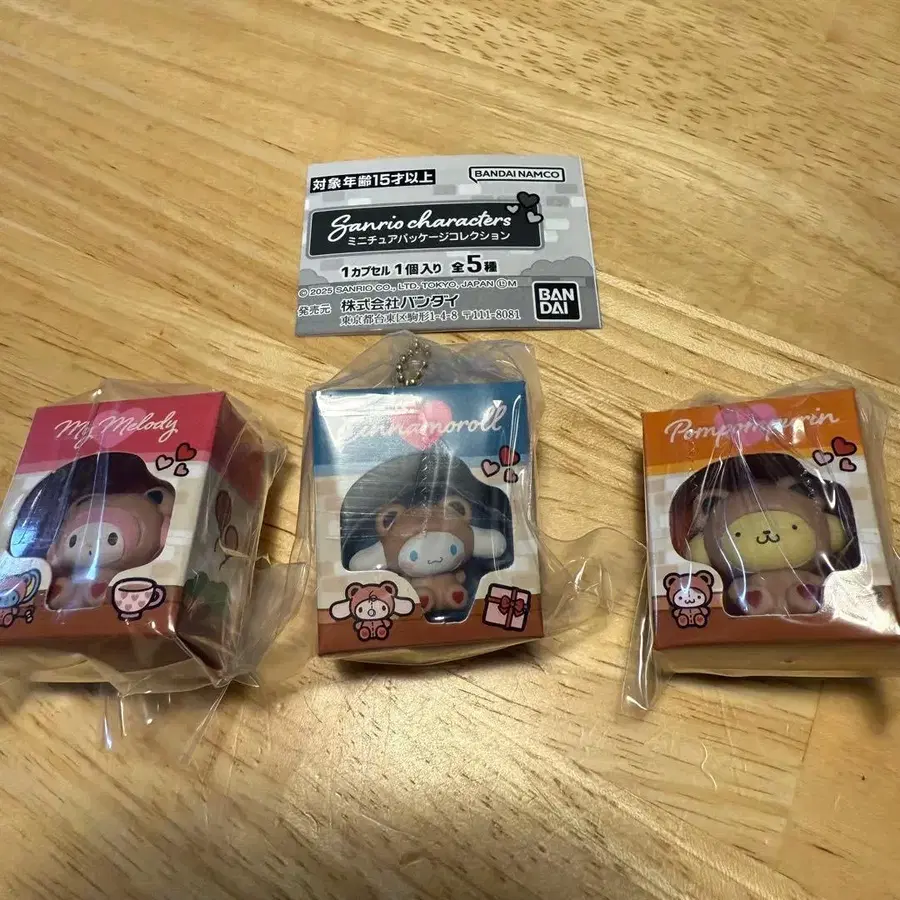 対象年齢15才以上
BANDAI NAMCO
Sanrio characters
ミニチュアパッケージコレクション
1カプセル1個入り 全5種
© 2025 SANRIO CO., LTD. TOKYO, JAPAN Ⓛ M
発売元 株式会社バンダイ
東京都台東区駒形1-4-8 〒111-8081
BAN
DAI
My Melody
Cinnamoroll
Pompompurin